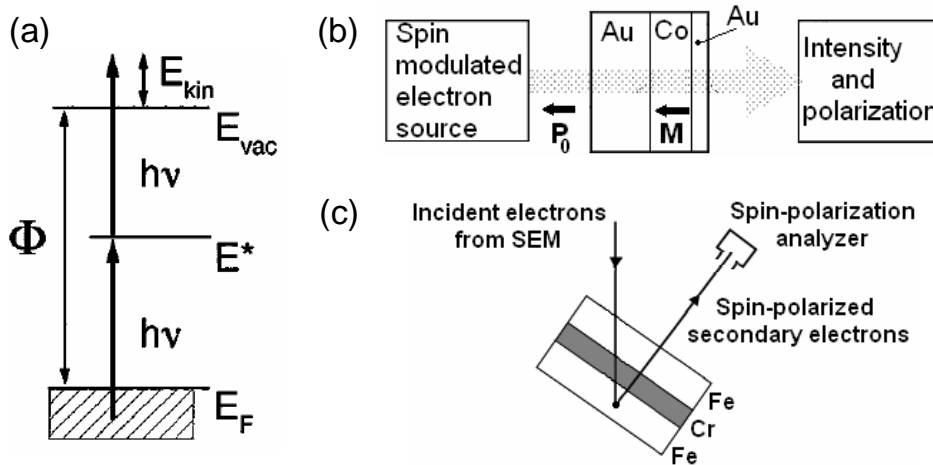 (a)
E_kin
E_vac
hν
Φ
E*
hν
E_F
(b)
Spin
modulated
electron
source
P_0
Au
Co
Au
M
Intensity
and
polarization
(c)
Incident electrons
from SEM
Spin-polarization
analyzer
Spin-polarized
secondary electrons
Fe
Cr
Fe